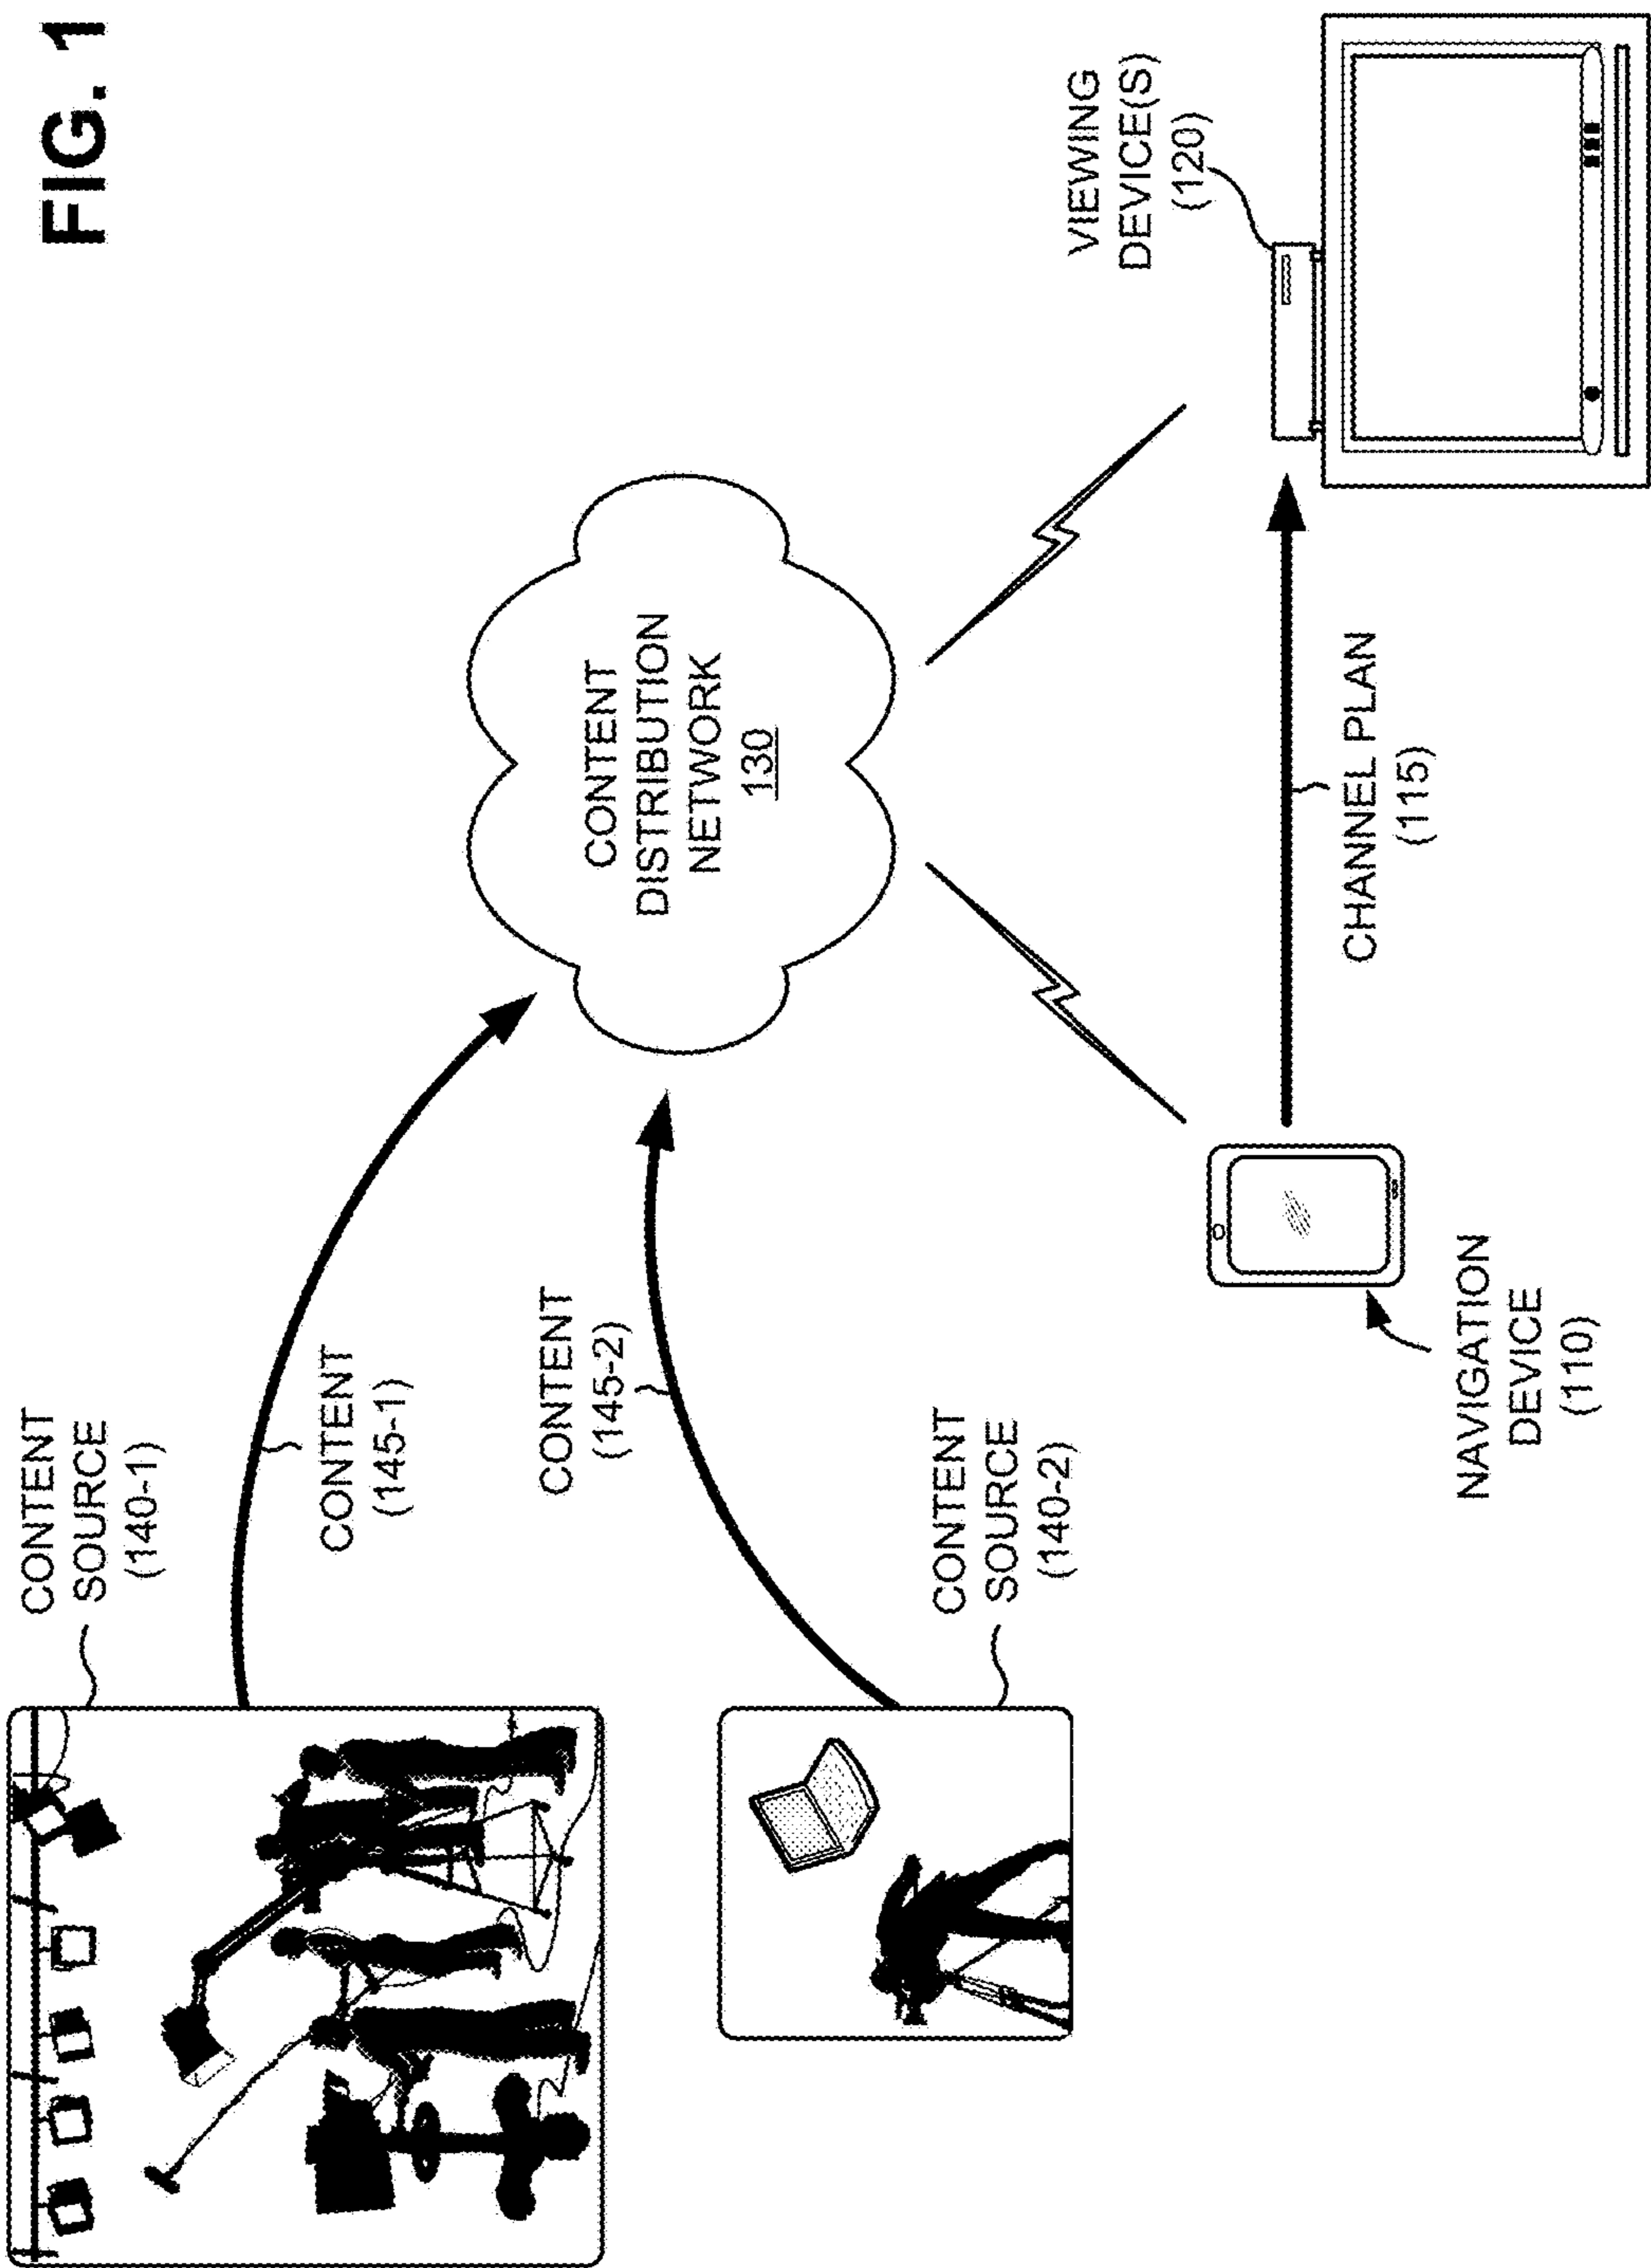 FIG. 1
CONTENT
SOURCE
(140-1)
CONTENT
(145-1)
CONTENT
(145-2)
CONTENT
SOURCE
(140-2)
CONTENT
DISTRIBUTION
NETWORK
130
NAVIGATION
DEVICE
(110)
CHANNEL PLAN
(115)
VIEWING
DEVICE(S)
(120)